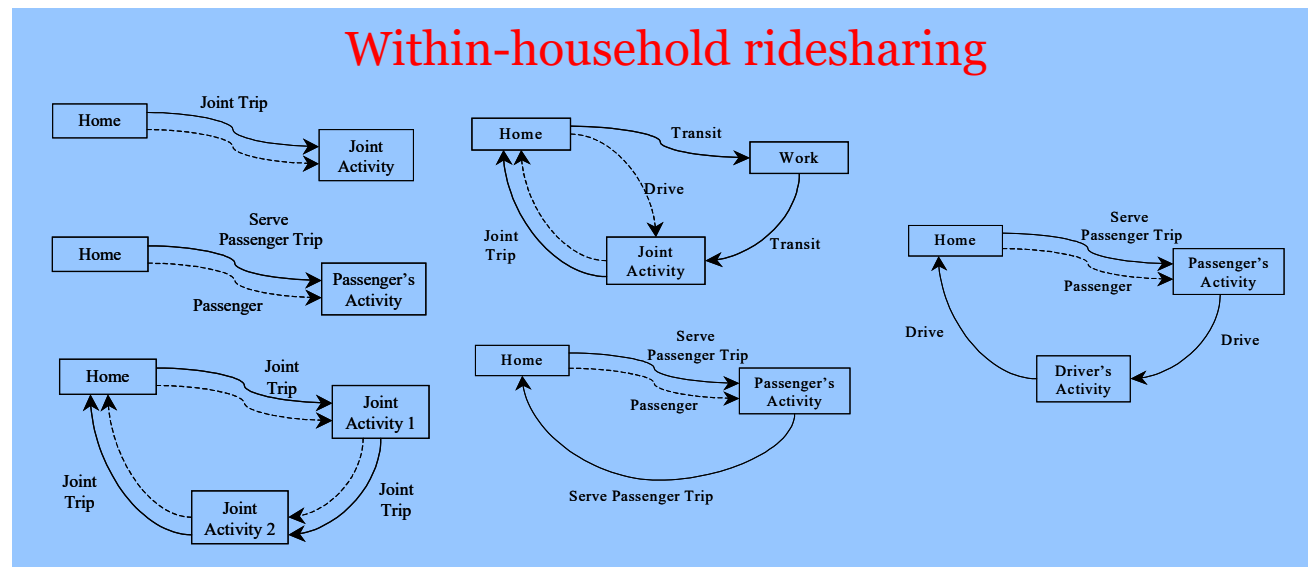 Within-household ridesharing
Home
Joint Trip
Joint
Activity
Home
Serve
Passenger Trip
Passenger
Passenger's
Activity
Home
Joint
Trip
Joint
Activity 1
Joint
Trip
Joint
Activity 2
Joint
Trip
Home
Transit
Work
Drive
Joint
Trip
Joint
Activity
Transit
Home
Serve
Passenger Trip
Passenger
Passenger's
Activity
Serve Passenger Trip
Home
Serve
Passenger Trip
Passenger
Passenger's
Activity
Drive
Driver's
Activity
Drive